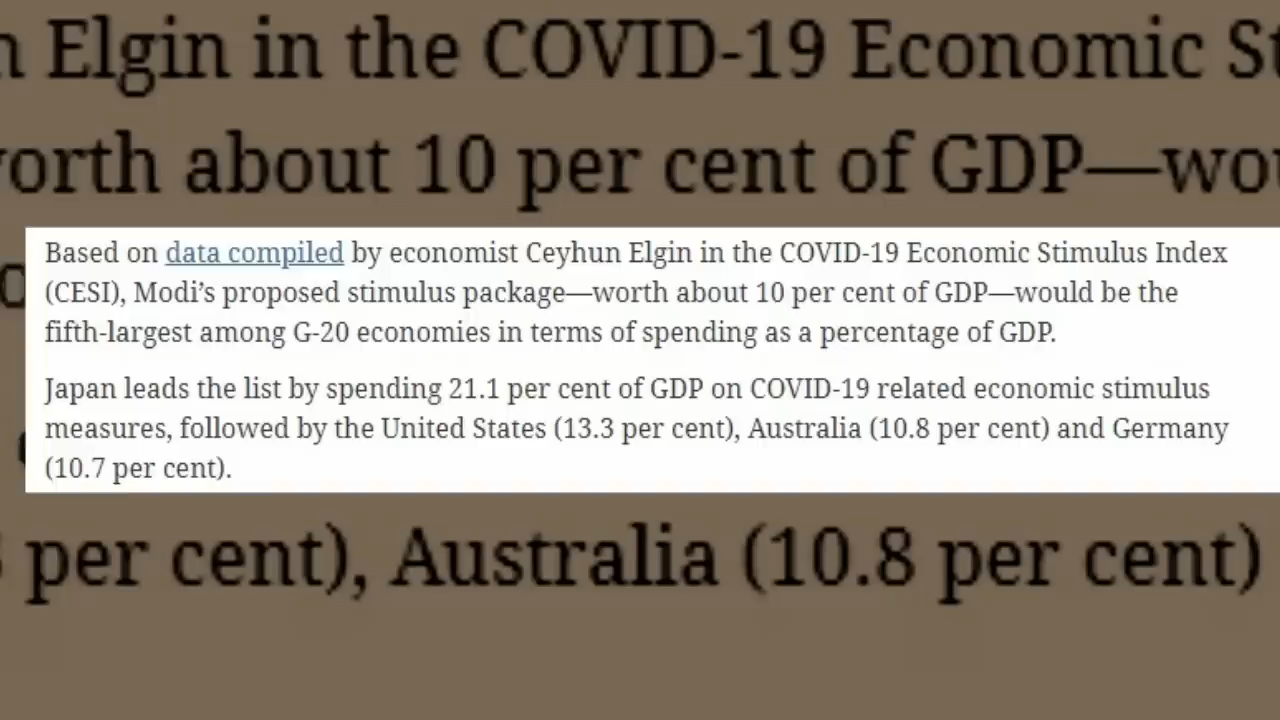 Elgin in the COVID-19 Economic
worth about 10 per cent of GDP—wou
Based on data compiled by economist Ceyhun Elgin in the COVID-19 Economic Stimulus Index
(CESI), Modi’s proposed stimulus package—worth about 10 per cent of GDP—would be the
fifth-largest among G-20 economies in terms of spending as a percentage of GDP.
Japan leads the list by spending 21.1 per cent of GDP on COVID-19 related economic stimulus
measures, followed by the United States (13.3 per cent), Australia (10.8 per cent) and Germany
(10.7 per cent).
per cent), Australia (10.8 per cent)